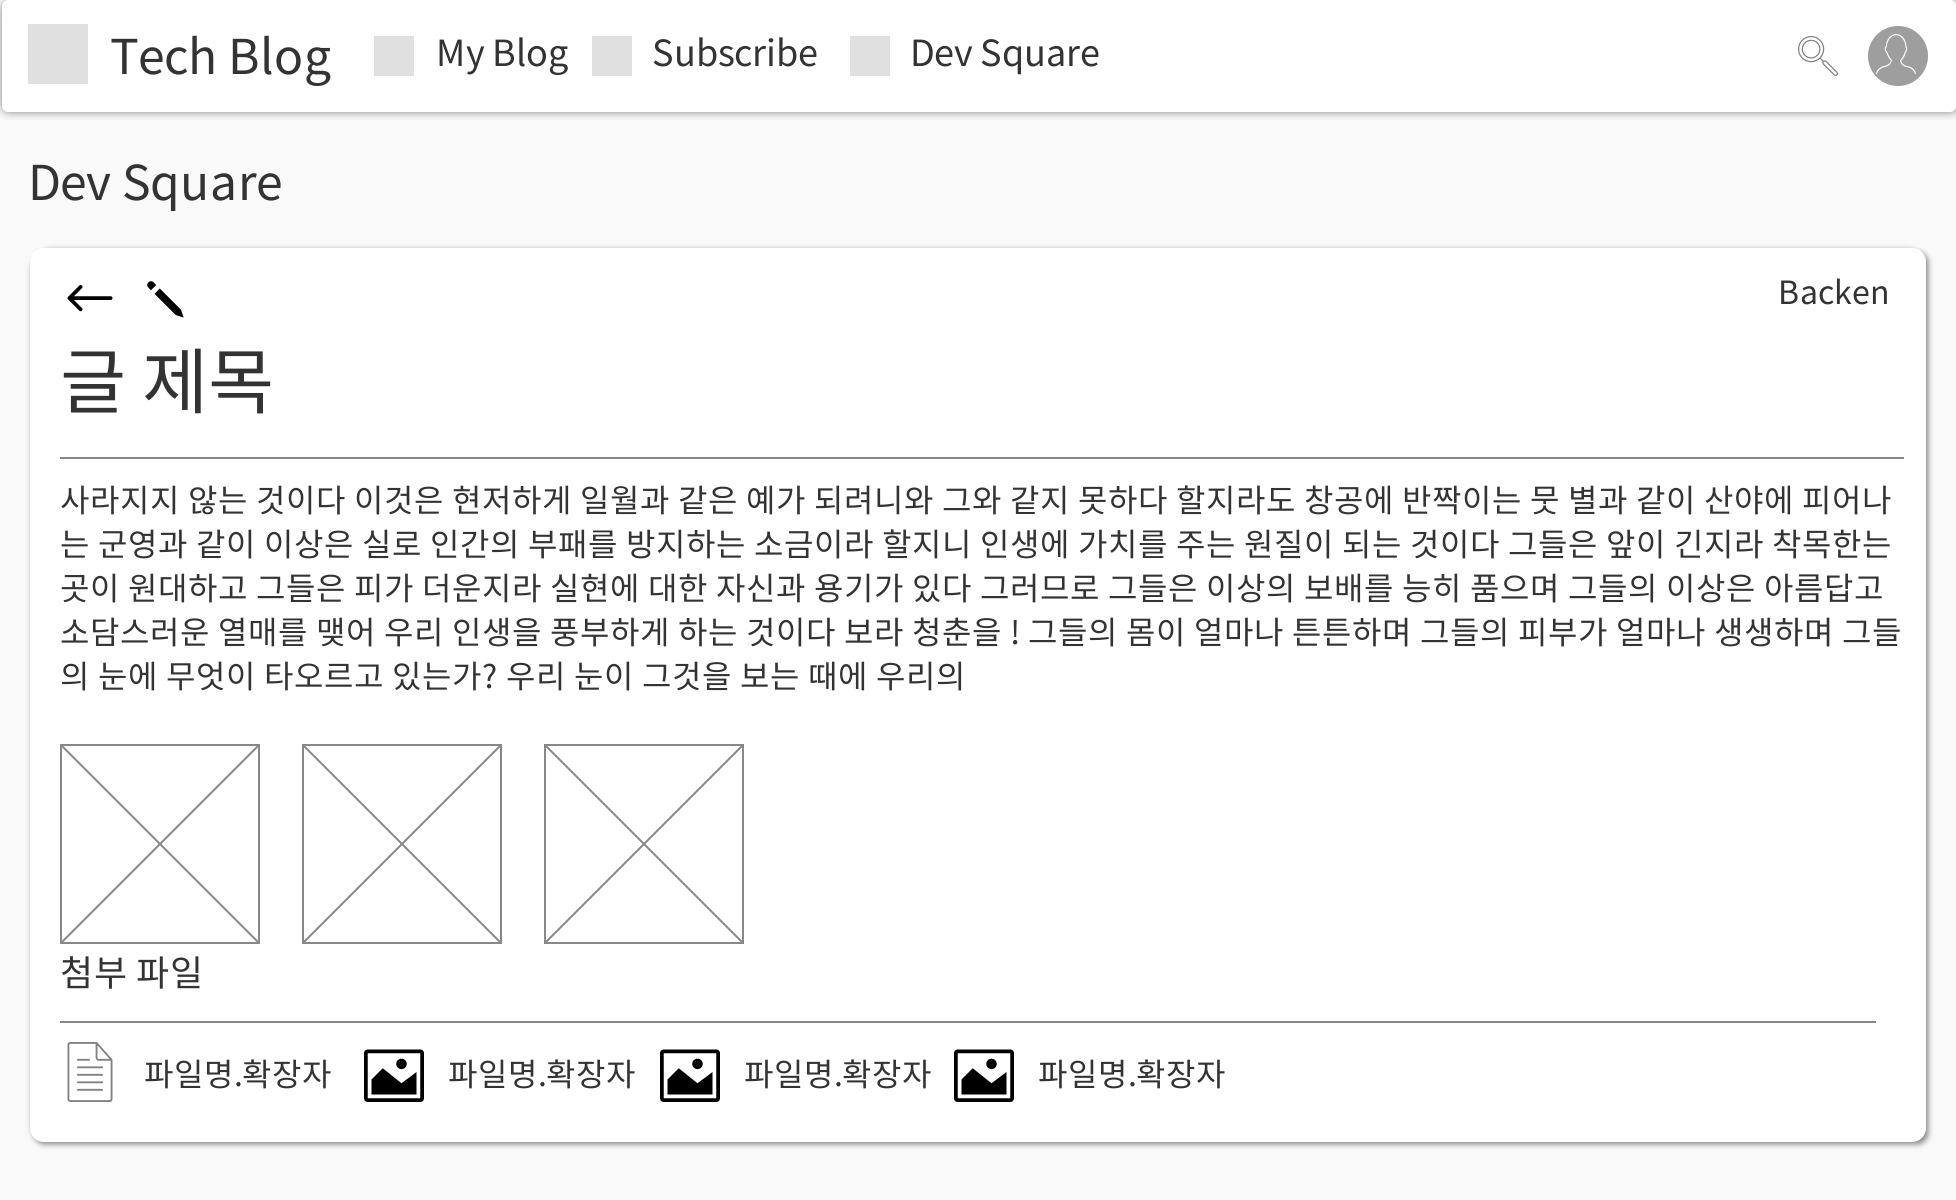 Tech Blog My Blog Subscribe Dev Square
Dev Square
Backen
글 제목
사라지지 않는 것이다 이것은 현저하게 일월과 같은 예가 되려니와 그와 같지 못하다 할지라도 창공에 반짝이는 뭇 별과 같이 산야에 피어나
는 군영과 같이 이상은 실로 인간의 부패를 방지하는 소금이라 할지니 인생에 가치를 주는 원질이 되는 것이다 그들은 앞이 긴지라 착목한는
곳이 원대하고 그들은 피가 더운지라 실현에 대한 자신과 용기가 있다 그러므로 그들은 이상의 보배를 능히 품으며 그들의 이상은 아름답고
소담스러운 열매를 맺어 우리 인생을 풍부하게 하는 것이다 보라 청춘을 ! 그들의 몸이 얼마나 튼튼하며 그들의 피부가 얼마나 생생하며 그들
의 눈에 무엇이 타오르고 있는가? 우리 눈이 그것을 보는 때에 우리의
첨부 파일
파일명.확장자 파일명.확장자 파일명.확장자 파일명.확장자